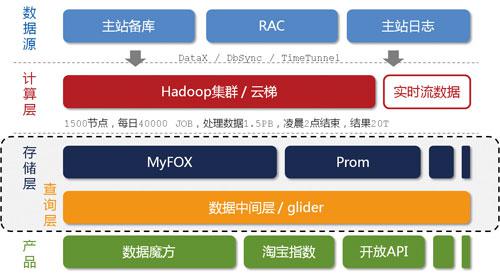 数据源
主站备库
RAC
主站日志
DataX / DbSync / TimeTunnel
计算层
Hadoop集群 / 云梯
实时流数据
1500节点，每日40000 JOB，处理数据1.5PB，凌晨2点结束，结果20T
存储层
MyFOX
Prom
查询层
数据中间层 / glider
产品
数据魔方
淘宝指数
开放API